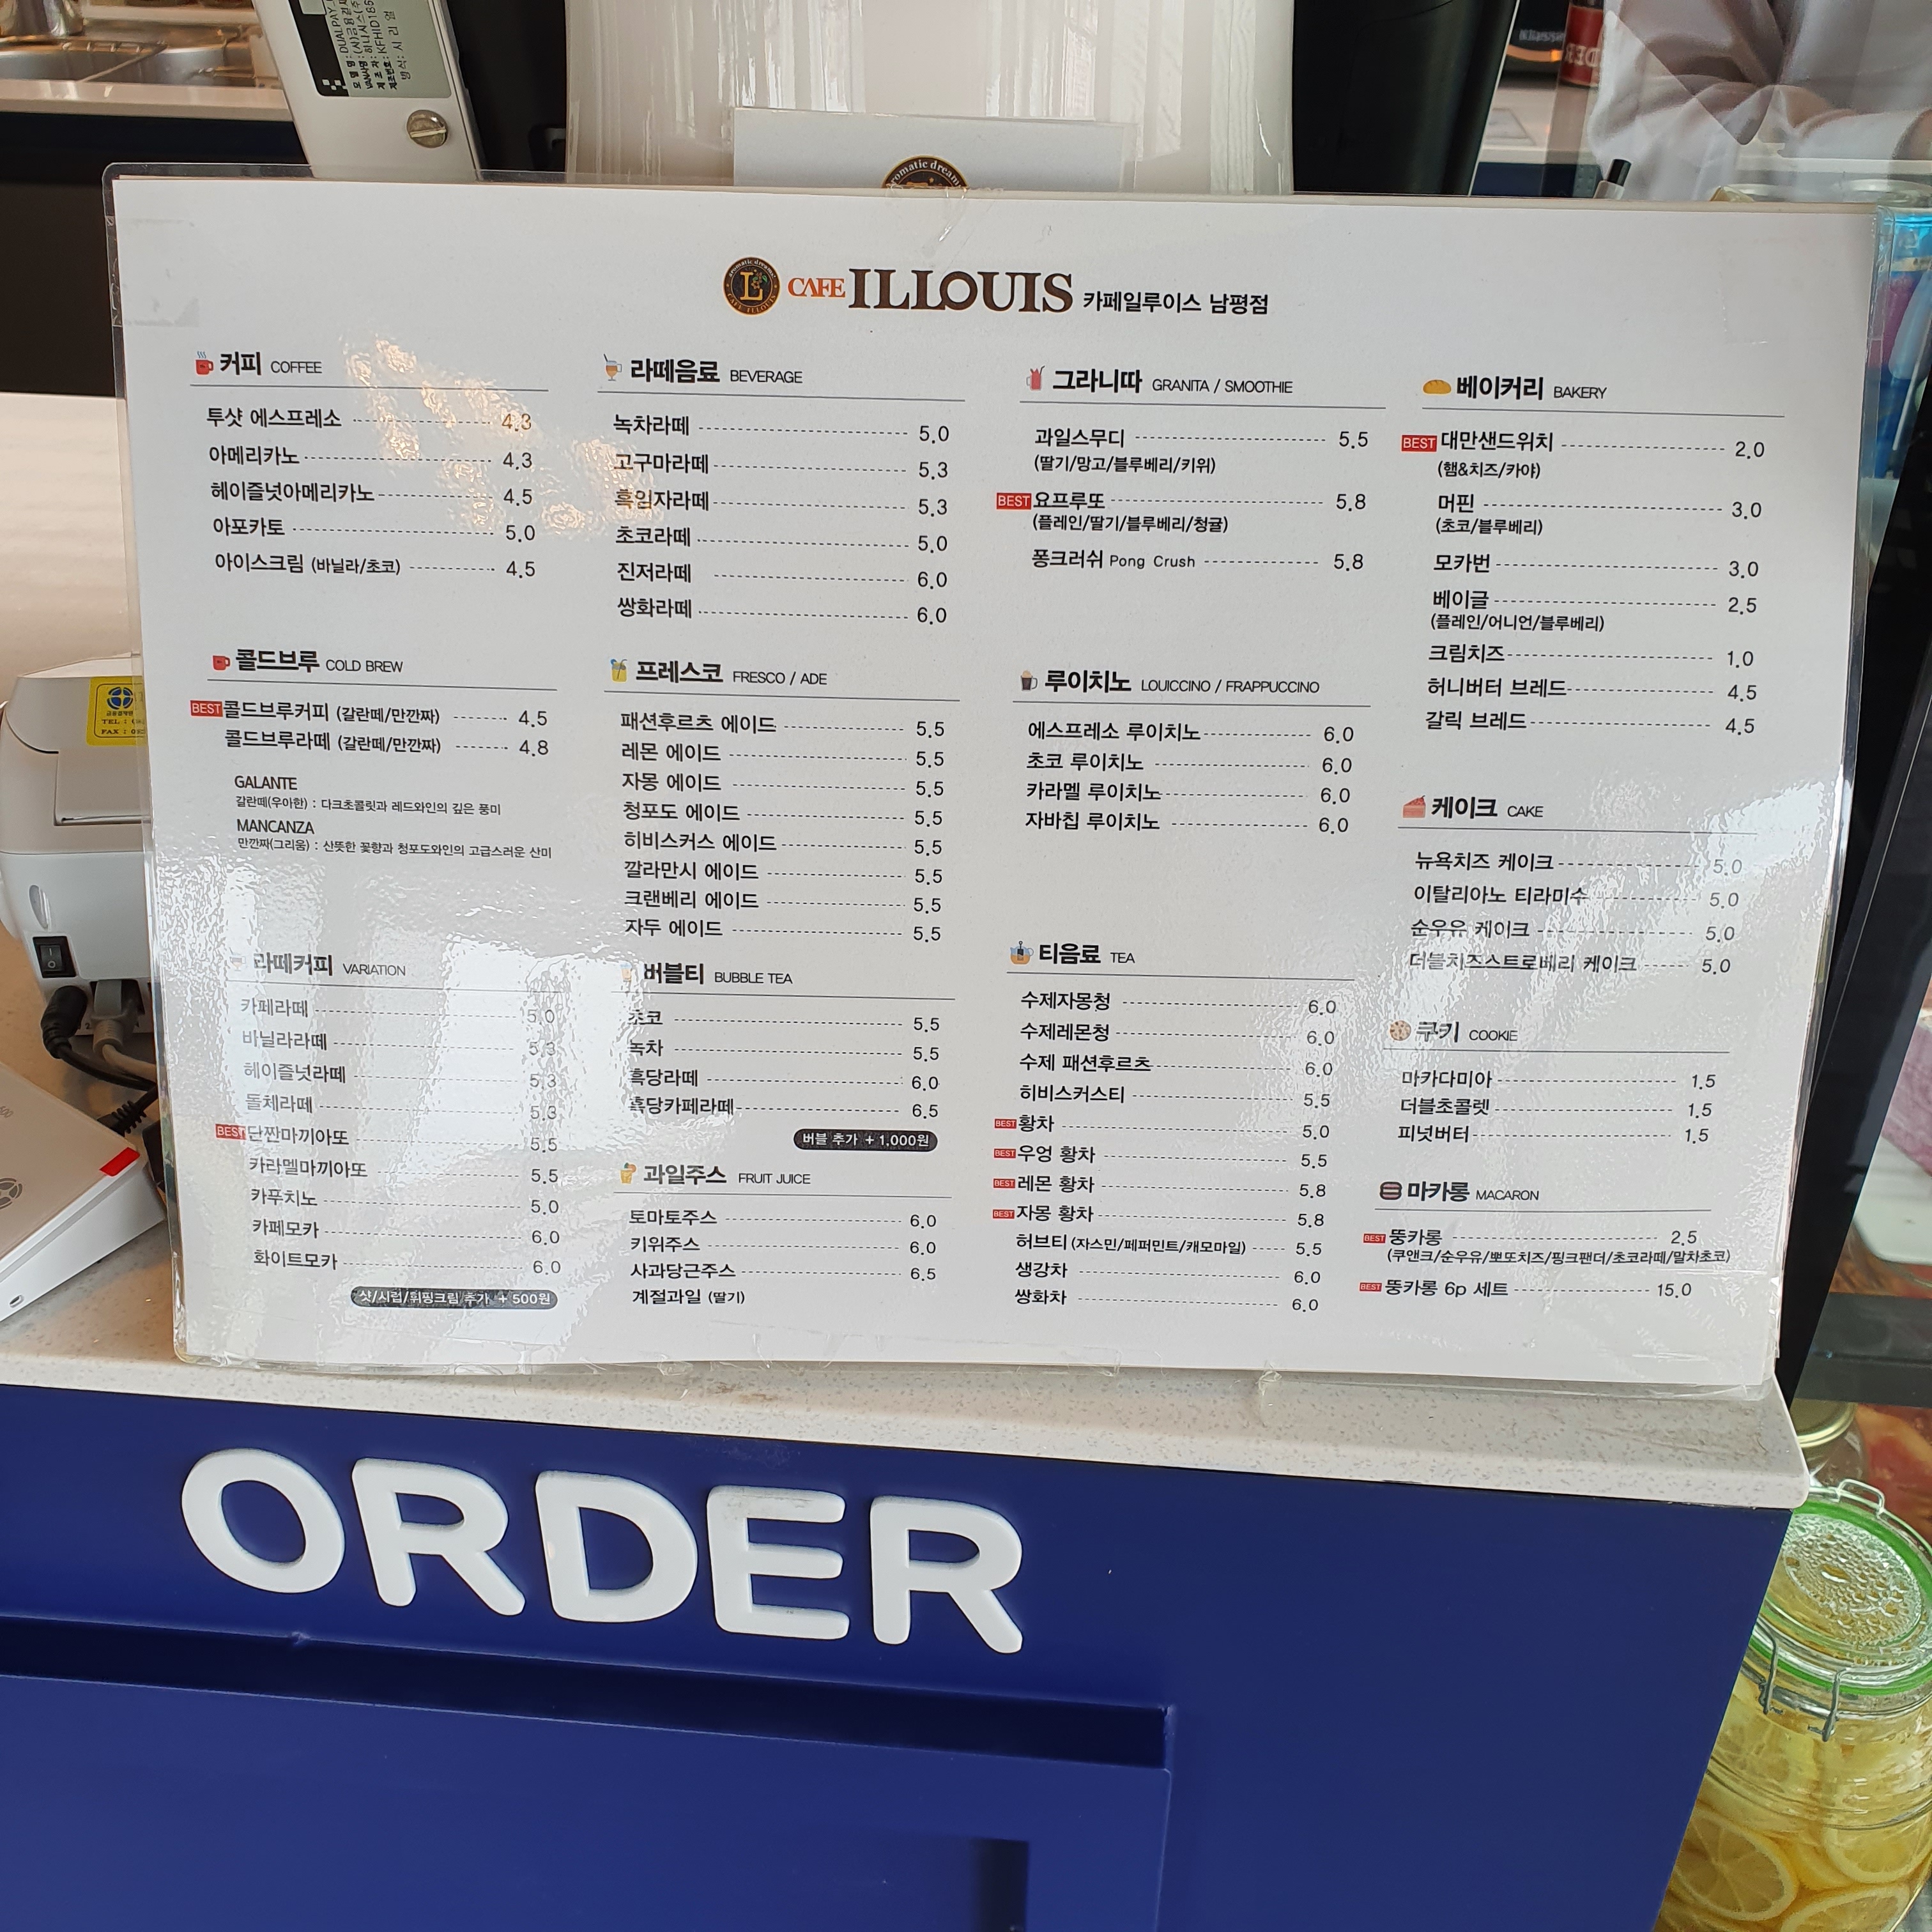 aromatic dreams
CAFE ILLOUIS 카페일루이스 남평점
커피 COFFEE
투샷 에스프레소 4.3
아메리카노 4.3
헤이즐넛아메리카노 4.5
아포카토 5.0
아이스크림 (바닐라/초코) 4.5
콜드브루 COLD BREW
BEST 콜드브루커피 (갈란떼/만깐짜) 4.5
콜드브루라떼 (갈란떼/만깐짜) 4.8
GALANTE
갈란떼(우아한) : 다크초콜릿과 레드와인의 깊은 풍미
MANCANZA
만깐짜(그리움) : 산뜻한 꽃향과 청포도와인의 고급스러운 산미
라떼커피 VARIATION
카페라떼 5.0
바닐라라떼 5.3
헤이즐넛라떼 5.3
돌체라떼 5.3
BEST 단짠마끼아또 5.5
카라멜마끼아또 5.5
카푸치노 5.0
카페모카 6.0
화이트모카 6.0
샷/시럽/휘핑크림 추가 + 500원
라떼음료 BEVERAGE
녹차라떼 5.0
고구마라떼 5.3
흑임자라떼 5.3
초코라떼 5.0
진저라떼 6.0
쌍화라떼 6.0
프레스코 FRESCO / ADE
패션후르츠 에이드 5.5
레몬 에이드 5.5
자몽 에이드 5.5
청포도 에이드 5.5
히비스커스 에이드 5.5
깔라만시 에이드 5.5
크랜베리 에이드 5.5
자두 에이드 5.5
버블티 BUBBLE TEA
초코 5.5
녹차 5.5
흑당라떼 6.0
흑당카페라떼 6.5
버블 추가 + 1,000원
과일주스 FRUIT JUICE
토마토주스 6.0
키위주스 6.0
사과당근주스 6.5
계절과일 (딸기)
그라니따 GRANITA / SMOOTHIE
과일스무디 5.5
(딸기/망고/블루베리/키위)
BEST 요프루또 5.8
(플레인/딸기/블루베리/청귤)
퐁크러쉬 Pong Crush 5.8
루이치노 LOUICCINO / FRAPPUCCINO
에스프레소 루이치노 6.0
초코 루이치노 6.0
카라멜 루이치노 6.0
자바칩 루이치노 6.0
티음료 TEA
수제자몽청 6.0
수제레몬청 6.0
수제 패션후르츠 6.0
히비스커스티 5.5
BEST 황차 5.0
BEST 우엉 황차 5.5
BEST 레몬 황차 5.8
BEST 자몽 황차 5.8
허브티 (자스민/페퍼민트/캐모마일) 5.5
생강차 6.0
쌍화차 6.0
베이커리 BAKERY
BEST 대만샌드위치 2.0
(햄&치즈/카야)
머핀 3.0
(초코/블루베리)
모카번 3.0
베이글 2.5
(플레인/어니언/블루베리)
크림치즈 1.0
허니버터 브레드 4.5
갈릭 브레드 4.5
케이크 CAKE
뉴욕치즈 케이크 5.0
이탈리아노 티라미수 5.0
순우유 케이크 5.0
더블치즈스트로베리 케이크 5.0
쿠키 COOKIE
마카다미아 1.5
더블초콜렛 1.5
피넛버터 1.5
마카롱 MACARON
BEST 뚱카롱 2.5
(쿠앤크/순우유/뽀또치즈/핑크팬더/초코라떼/말차초코)
BEST 뚱카롱 6p 세트 15.0
ORDER